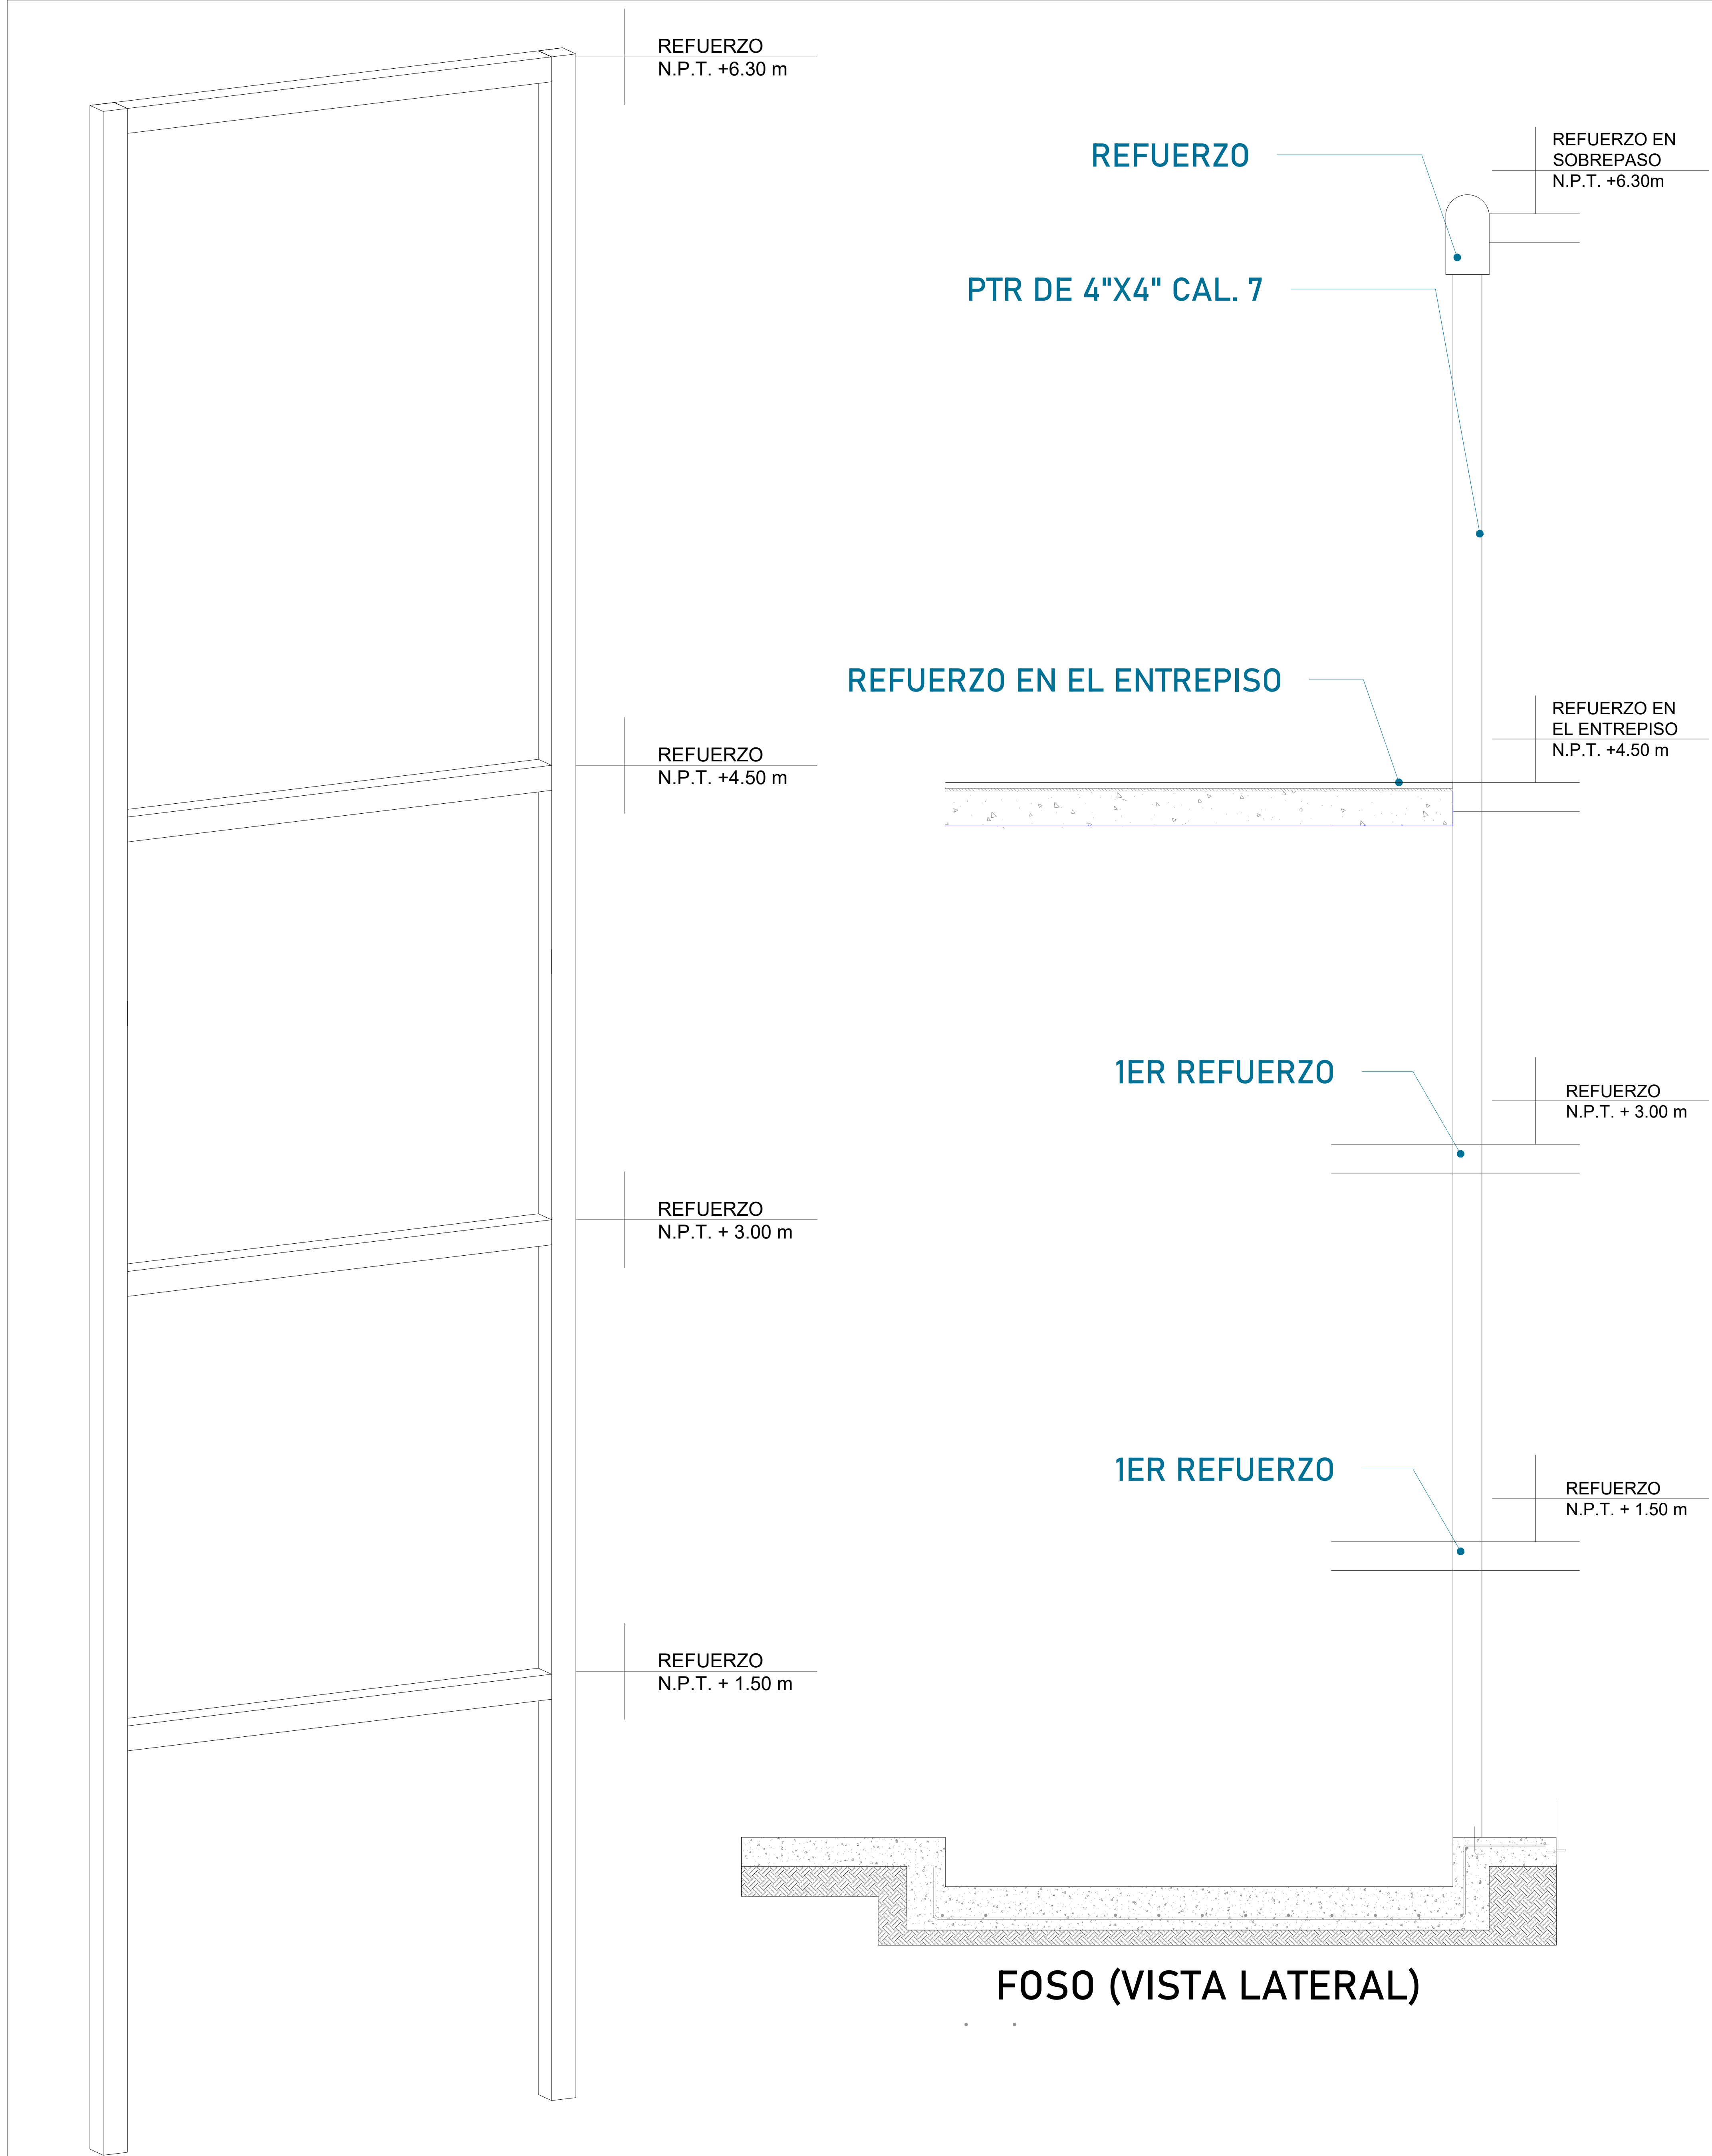 REFUERZO
N.P.T. +6.30 m
REFUERZO
N.P.T. +4.50 m
REFUERZO
N.P.T. + 3.00 m
REFUERZO
N.P.T. + 1.50 m
REFUERZO
REFUERZO EN
SOBREPASO
N.P.T. +6.30m
PTR DE 4"X4" CAL. 7
REFUERZO EN EL ENTREPISO
REFUERZO EN
EL ENTREPISO
N.P.T. +4.50 m
1ER REFUERZO
REFUERZO
N.P.T. + 3.00 m
1ER REFUERZO
REFUERZO
N.P.T. + 1.50 m
FOSO (VISTA LATERAL)